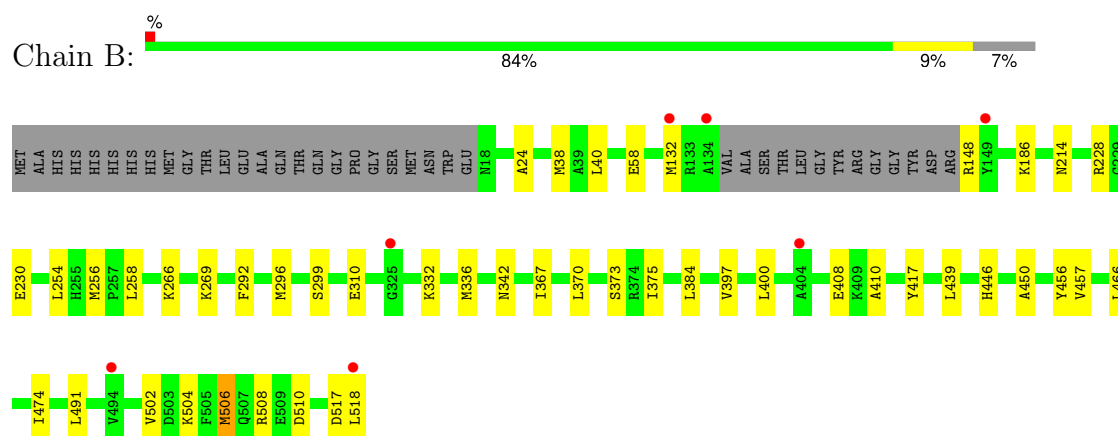 %
Chain B:
84% 9% 7%
MET ALA HIS HIS HIS HIS HIS HIS MET GLY THR LEU GLU ALA GLN THR GLN GLY PRO GLY SER MET ASN TRP GLU N18 A24 M38 A39 L40 E58 M132 R133 A134 VAL ALA SER THR LEU GLY TYR ARG GLY GLY TYR ASP ARG R148 Y149 K186 N214 R228 G229
E230 L254 H255 M256 P257 L258 K266 K269 F292 M296 S299 E310 G325 K332 M336 N342 I367 L370 S373 R374 I375 L384 V397 L400 A404 E408 K409 A410 Y417 L439 H446 A450 Y456 V457 L466
I474 L491 V494 V502 D503 K504 F505 M506 Q507 R508 E509 D510 D517 L518